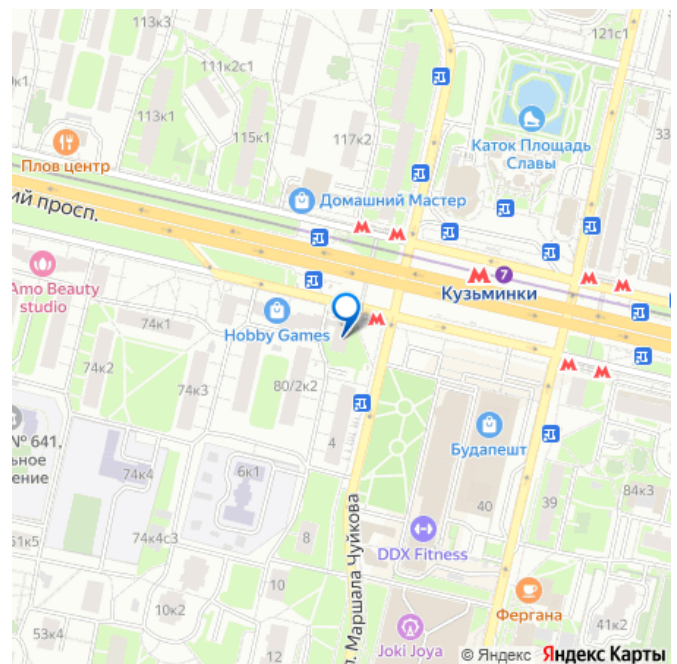 113к3
121с1
111к2с1
9к1
113к1
115к1
117к2
33
Каток Площадь
Славы
Плов центр
Домашний Мастер
ий просп.
7
Кузьминки
Amo Beauty
studio
74к1
Hobby Games
74к2
74к3
80/2к2
Будапешт
№ 641,
ьное
ение
4
74к4
6к1
84к3
39
40
74к4с3
8
DDX Fitness
51к5
л. Маршала Чуйкова
10
10к2
Фергана
41к2
53к4
12
Joki Joya
© Яндекс Яндекс Карты